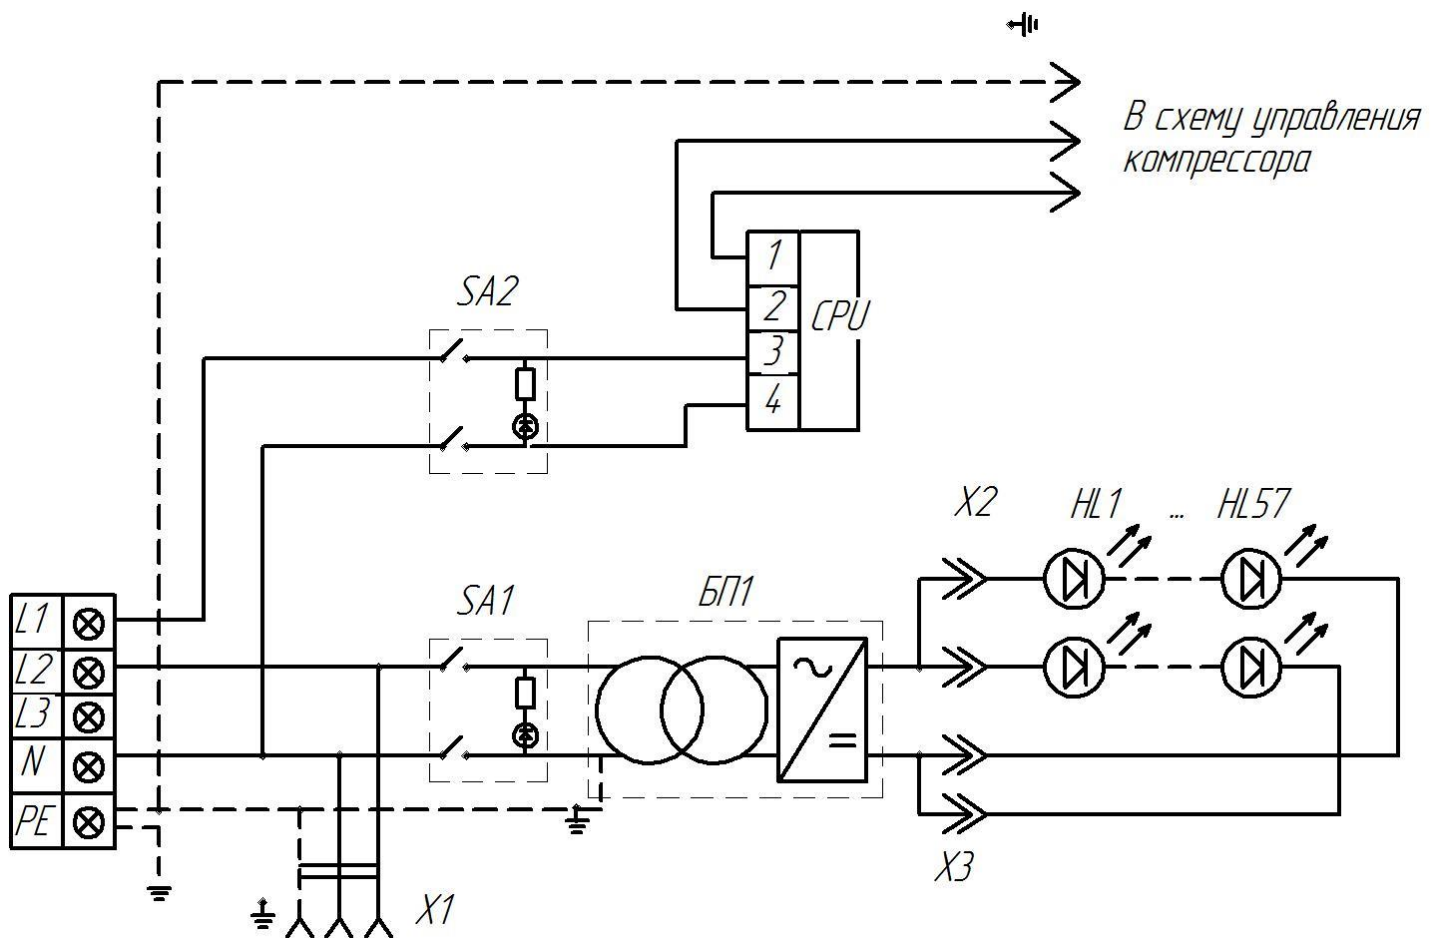 В схему управления
компрессора
SA2
1
2
3
4
CPU
X2
HL1 ... HL57
SA1
БП1
L1
L2
L3
N
PE
X3
X1